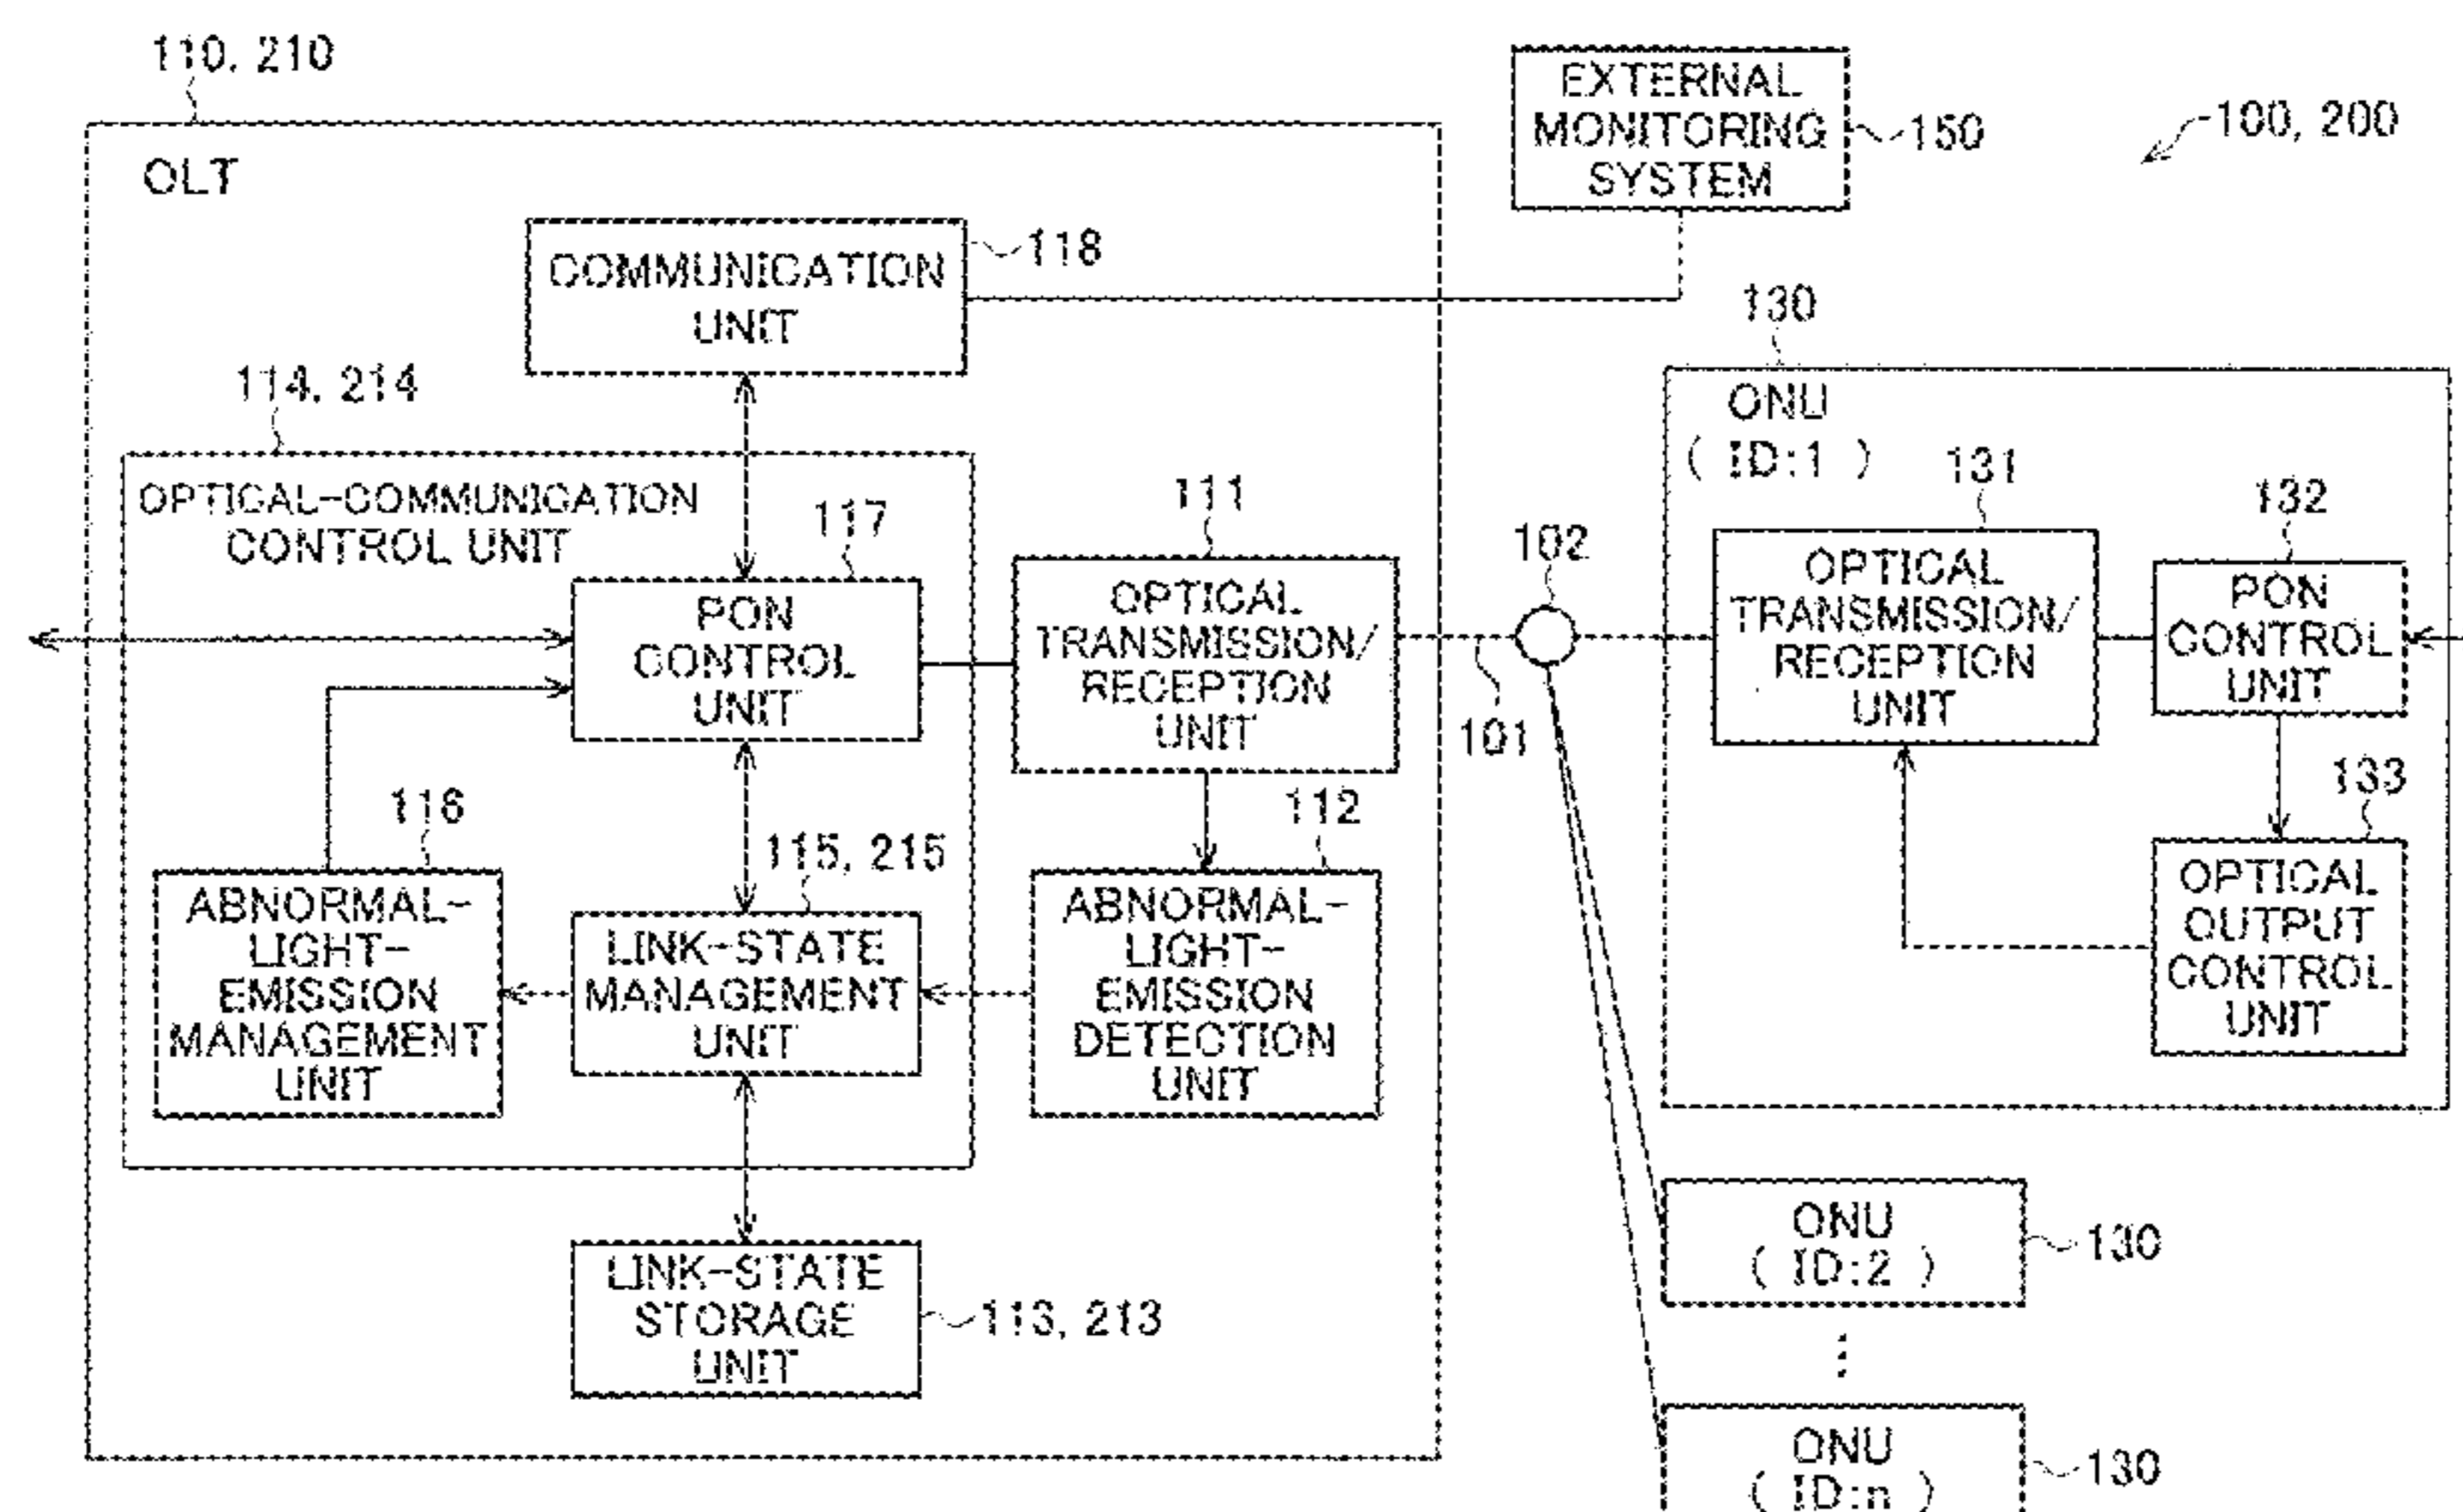 110, 210
OLT
EXTERNAL
MONITORING
SYSTEM
150
100, 200
COMMUNICATION
UNIT
118
114, 214
OPTICAL-COMMUNICATION
CONTROL UNIT
117
PON
CONTROL
UNIT
111
OPTICAL
TRANSMISSION/
RECEPTION
UNIT
102
101
130
ONU
( ID:1 )
131
OPTICAL
TRANSMISSION/
RECEPTION
UNIT
132
PON
CONTROL
UNIT
133
OPTICAL
OUTPUT
CONTROL
UNIT
116
ABNORMAL-
LIGHT-
EMISSION
MANAGEMENT
UNIT
115, 215
LINK-STATE
MANAGEMENT
UNIT
112
ABNORMAL-
LIGHT-
EMISSION
DETECTION
UNIT
LINK-STATE
STORAGE
UNIT
113, 213
ONU
( ID:2 )
130
ONU
( ID:n )
130